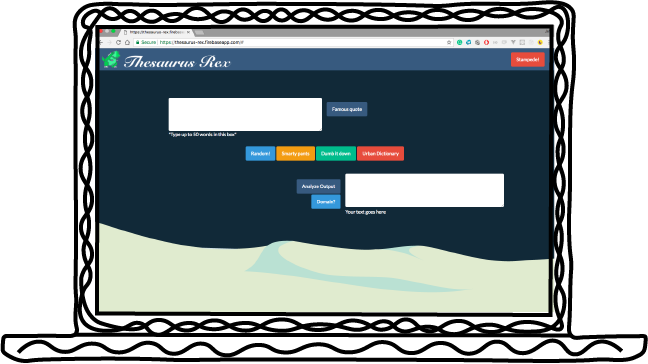 https://thesaurus-rex.fireba
Secure https://thesaurus-rex.firebaseapp.com/#
Thesaurus Rex
Stampede!
Famous quote
*Type up to 50 words in this box*
Random!
Smarty pants
Dumb it down
Urban Dictionary
Analyze Output
Domain?
Your text goes here